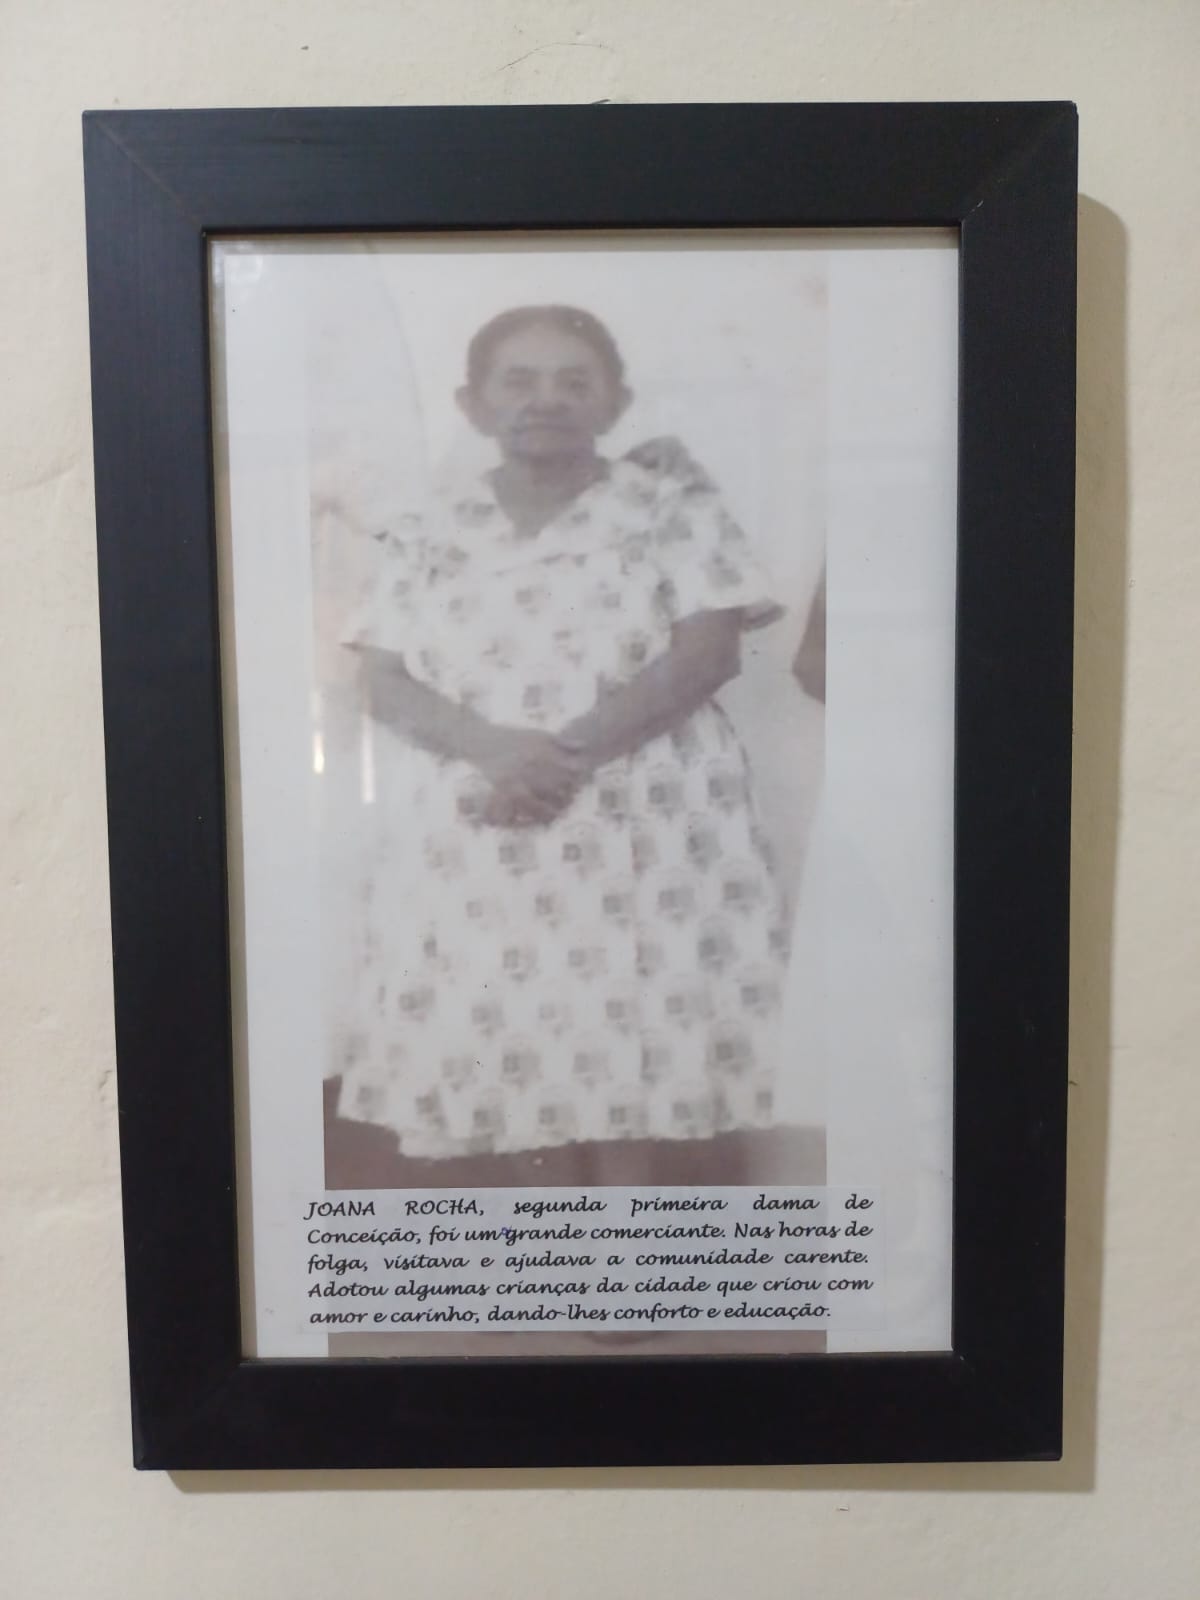 JOANA ROCHA, segunda primeira dama de
Conceição, foi uma grande comerciante. Nas horas de
folga, visitava e ajudava a comunidade carente.
Adotou algumas crianças da cidade que criou com
amor e carinho, dando-lhes conforto e educação.